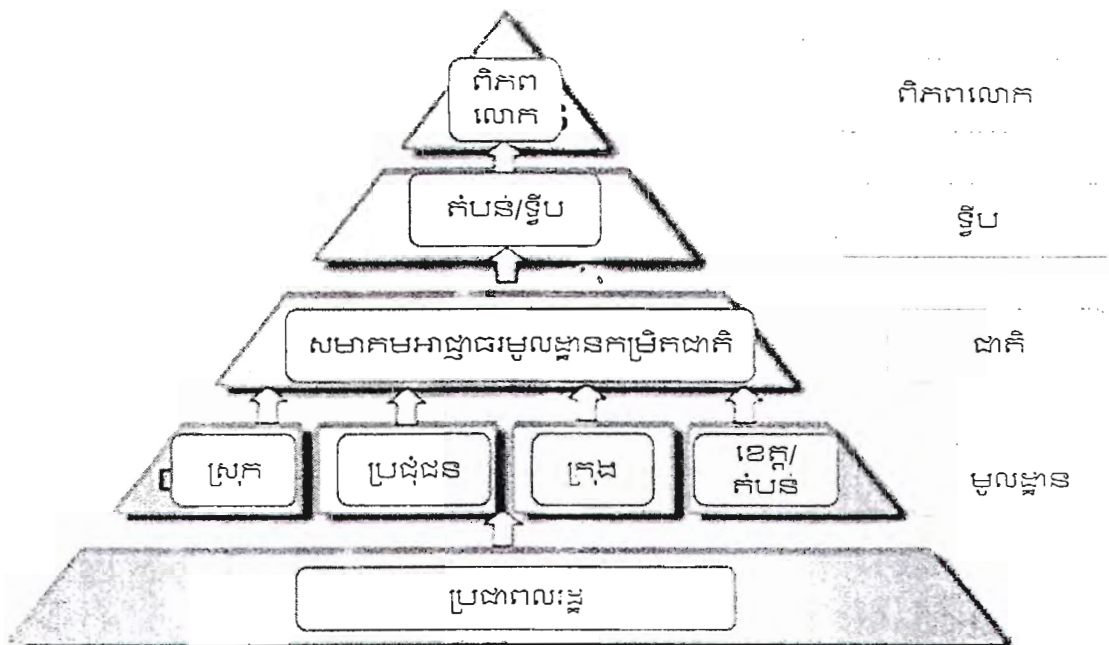 ពិភព
លោក
ពិភពលោក
តំបន់/ទ្វីប
ទ្វីប
សមាគមអាជ្ញាធរមូលដ្ឋានកម្រិតជាតិ
ជាតិ
ស្រុក
ប្រជុំជន
ក្រុង
ខេត្ត/
តំបន់
មូលដ្ឋាន
ប្រជាពលរដ្ឋ